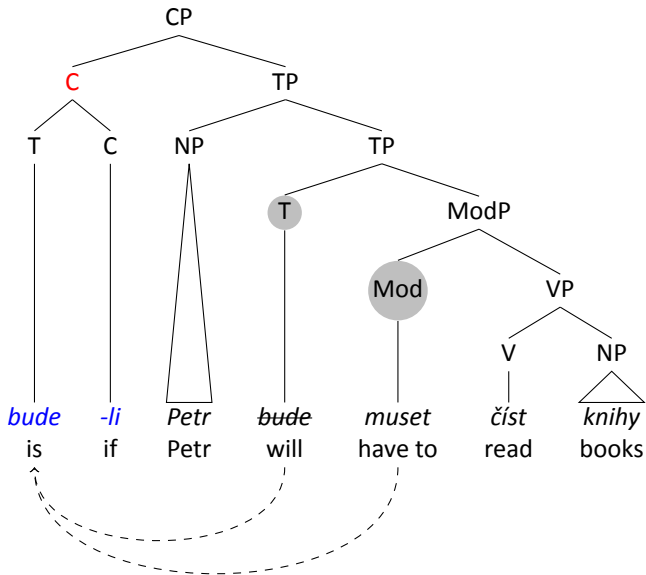 CP
C TP
T C NP TP
T ModP
Mod VP
V NP
bude -li Petr bude muset číst knihy
is if Petr will have to read books